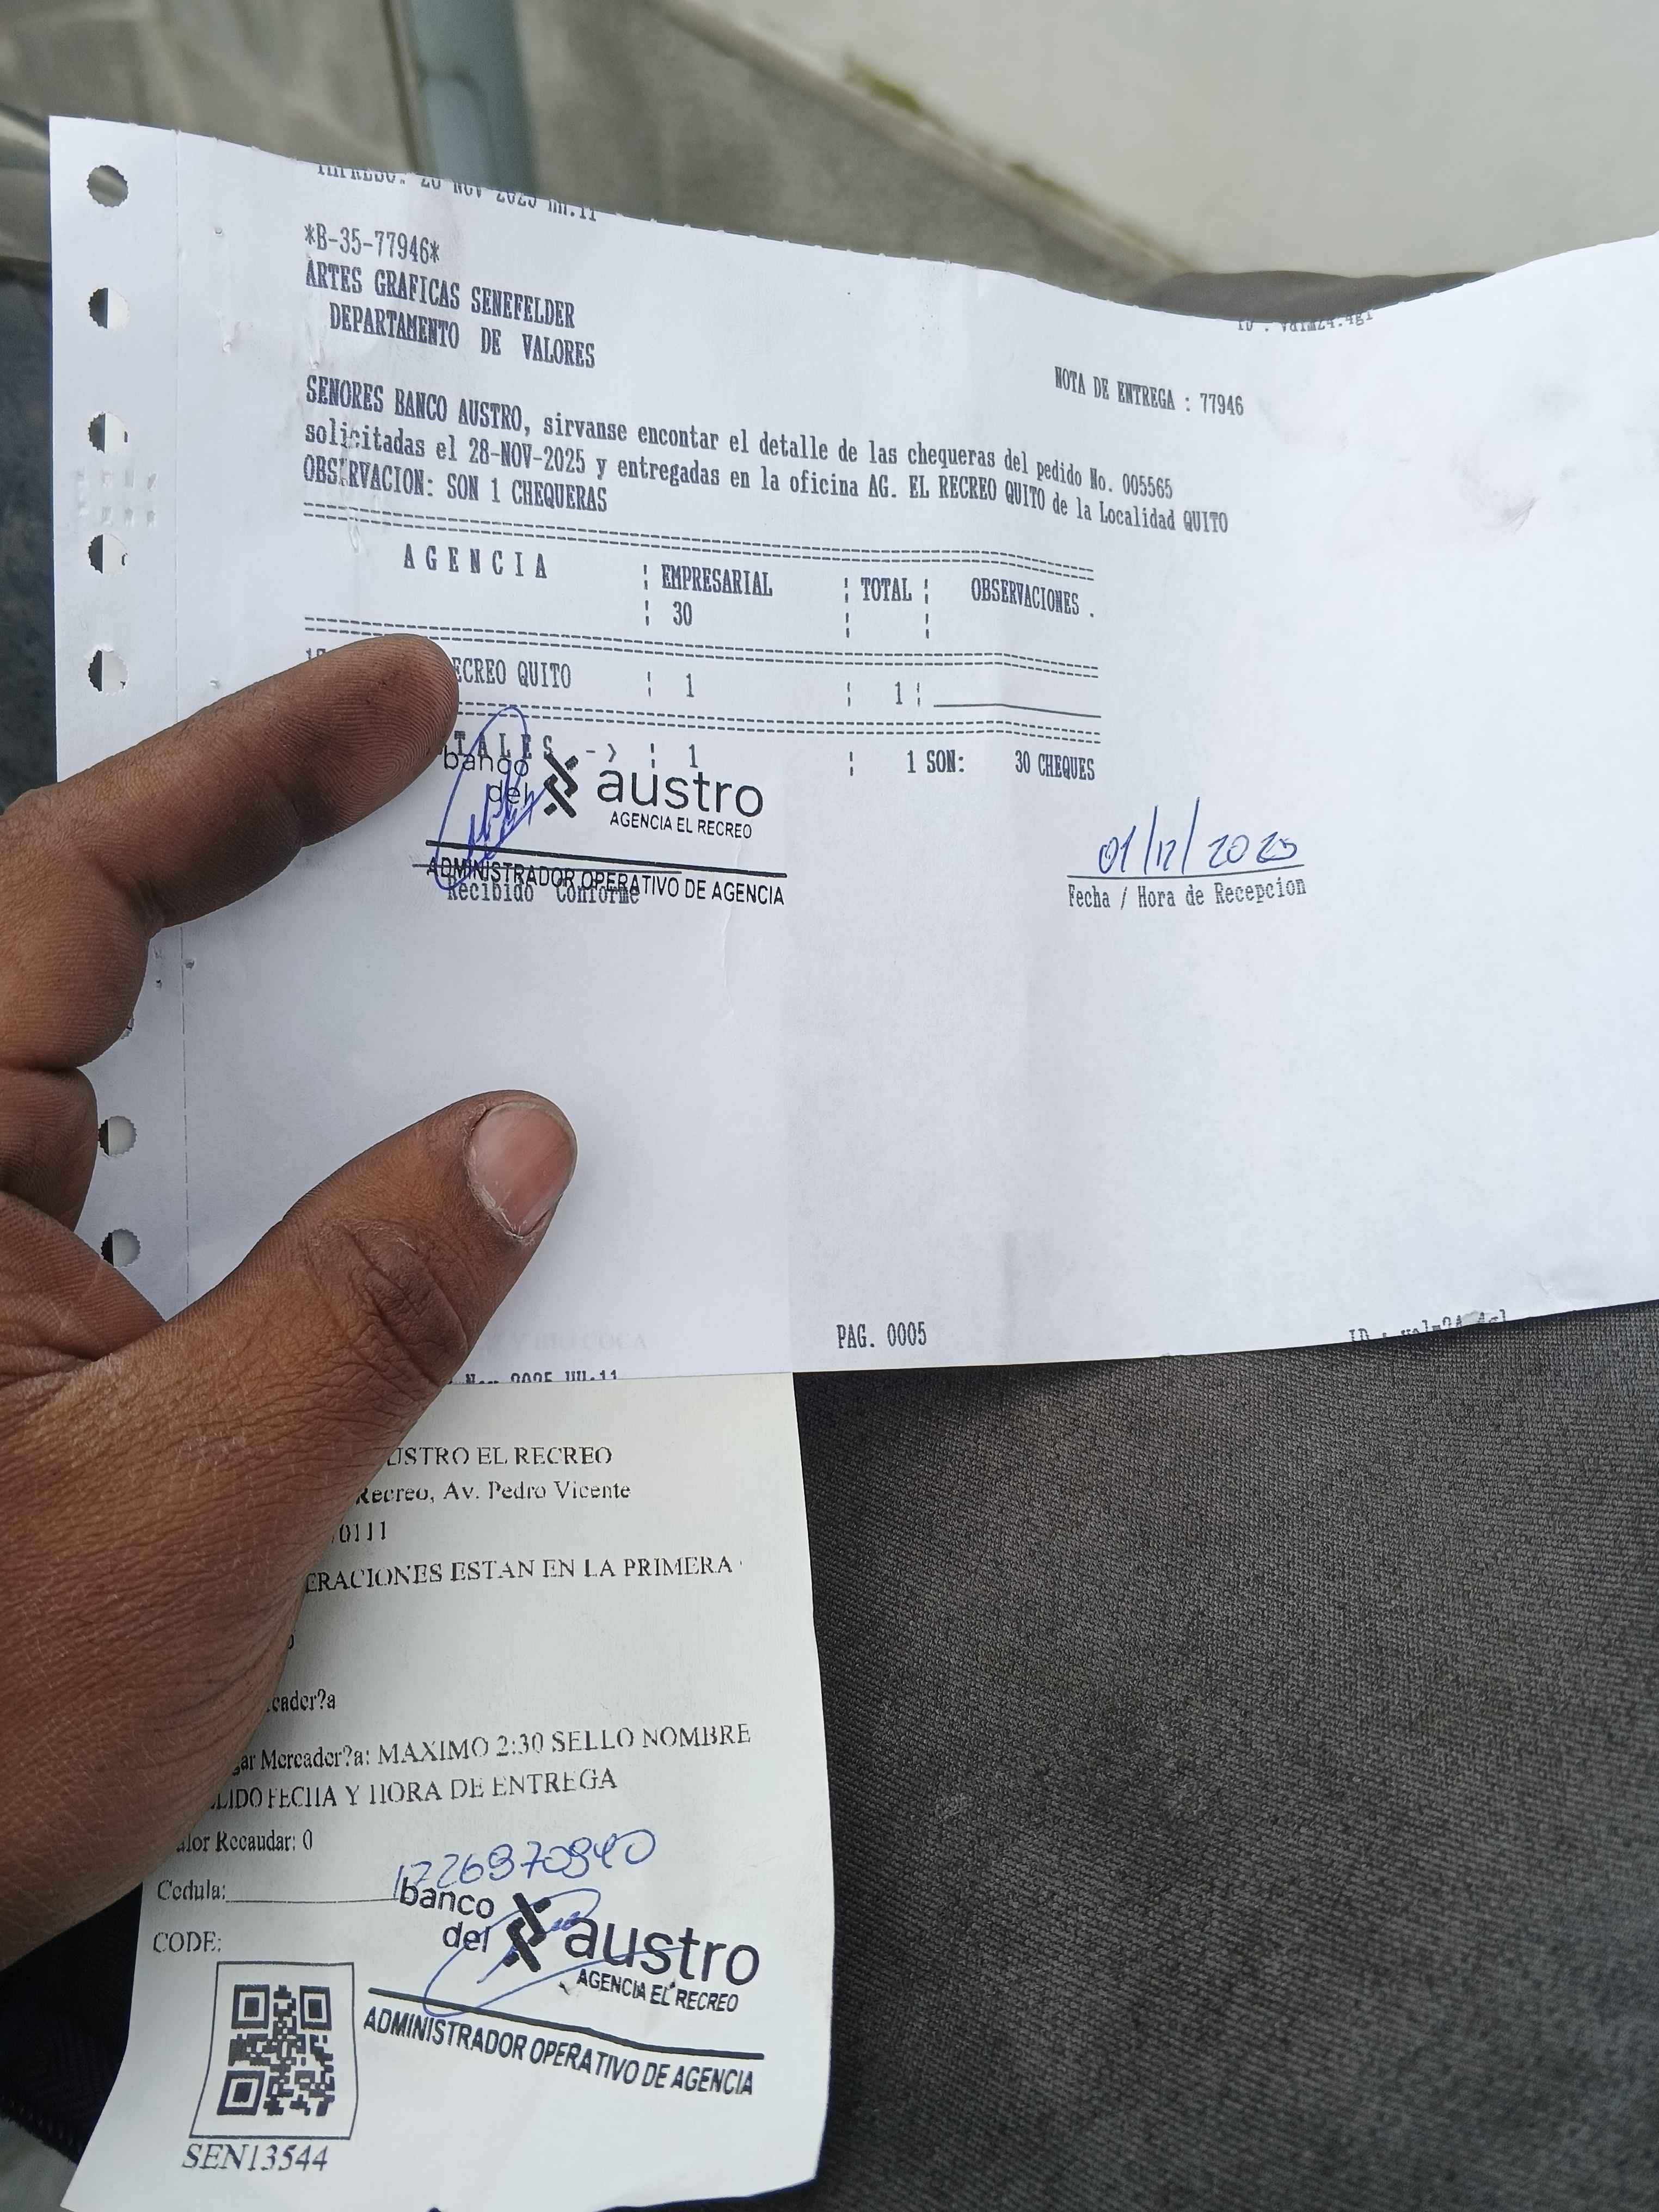 *B-35-77946*
ARTES GRAFICAS SENEFELDER
DEPARTAMENTO DE VALORES
NOTA DE ENTREGA : 77946
SENORES BANCO AUSTRO, sirvanse encontar el detalle de las chequeras del pedido No. 005565
solicitadas el 28-NOV-2025 y entregadas en la oficina AG. EL RECREO QUITO de la Localidad QUITO
OBSERVACION: SON 1 CHEQUERAS
AGENCIA ¦ EMPRESARIAL ¦ TOTAL ¦ OBSERVACIONES .
¦ 30 ¦ ¦
ECREO QUITO ¦ 1 ¦ 1 ¦
TALES -> ¦ 1 ¦ 1 SON: 30 CHEQUES
banco del austro
AGENCIA EL RECREO
ADMINISTRADOR OPERATIVO DE AGENCIA
Recibido Conforme
01/12/2025
Fecha / Hora de Recepcion
PAG. 0005
USTRO EL RECREO
Recreo, Av. Pedro Vicente
0111
ERACIONES ESTAN EN LA PRIMERA
cader?a
gar Mercader?a: MAXIMO 2:30 SELLO NOMBRE
LIDO FECHA Y HORA DE ENTREGA
alor Recaudar: 0
1726970940
Cedula:
banco del austro
AGENCIA EL RECREO
ADMINISTRADOR OPERATIVO DE AGENCIA
CODE:
SEN13544